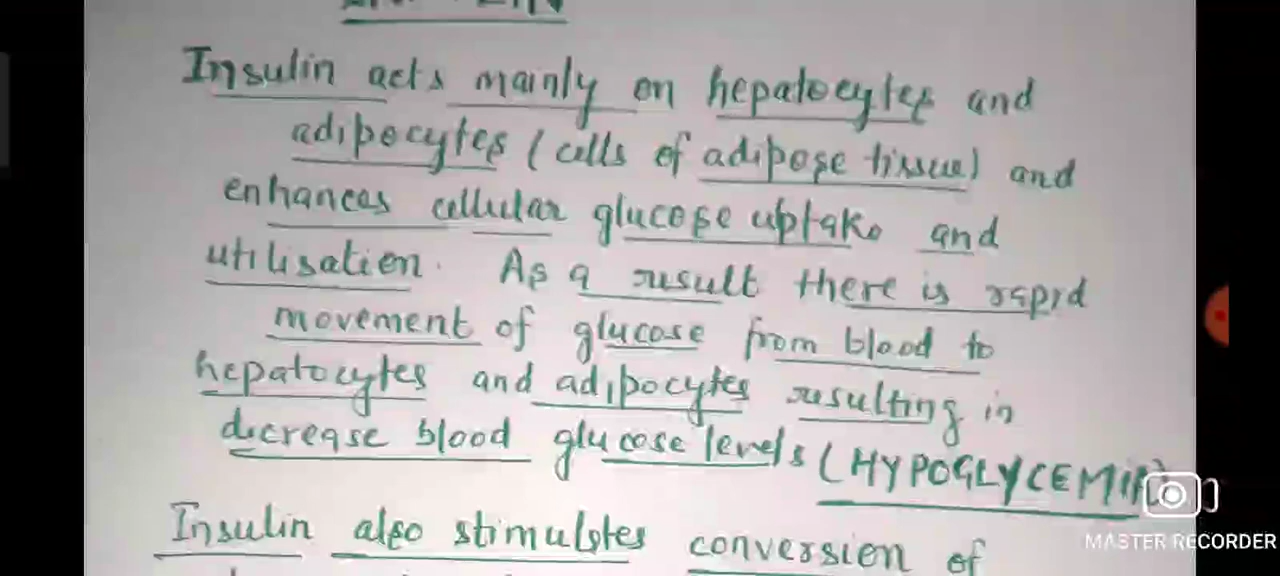 Insulin acts mainly on hepatocytes and
adipocytes (cells of adipose tissue) and
enhances cellular glucose uptake and
utilisation. As a result there is rapid
movement of glucose from blood to
hepatocytes and adipocytes resulting in
decrease blood glucose levels (HYPOGLYCEMIA)
Insulin also stimulates conversion of
MASTER RECORDER